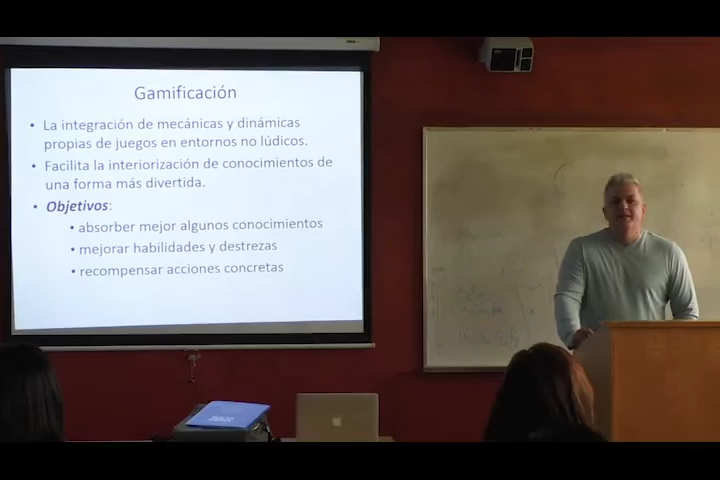 Gamificación
• La integración de mecánicas y dinámicas
propias de juegos en entornos no lúdicos.
• Facilita la interiorización de conocimientos de
una forma más divertida.
• Objetivos:
• absorber mejor algunos conocimientos
• mejorar habilidades y destrezas
• recompensar acciones concretas